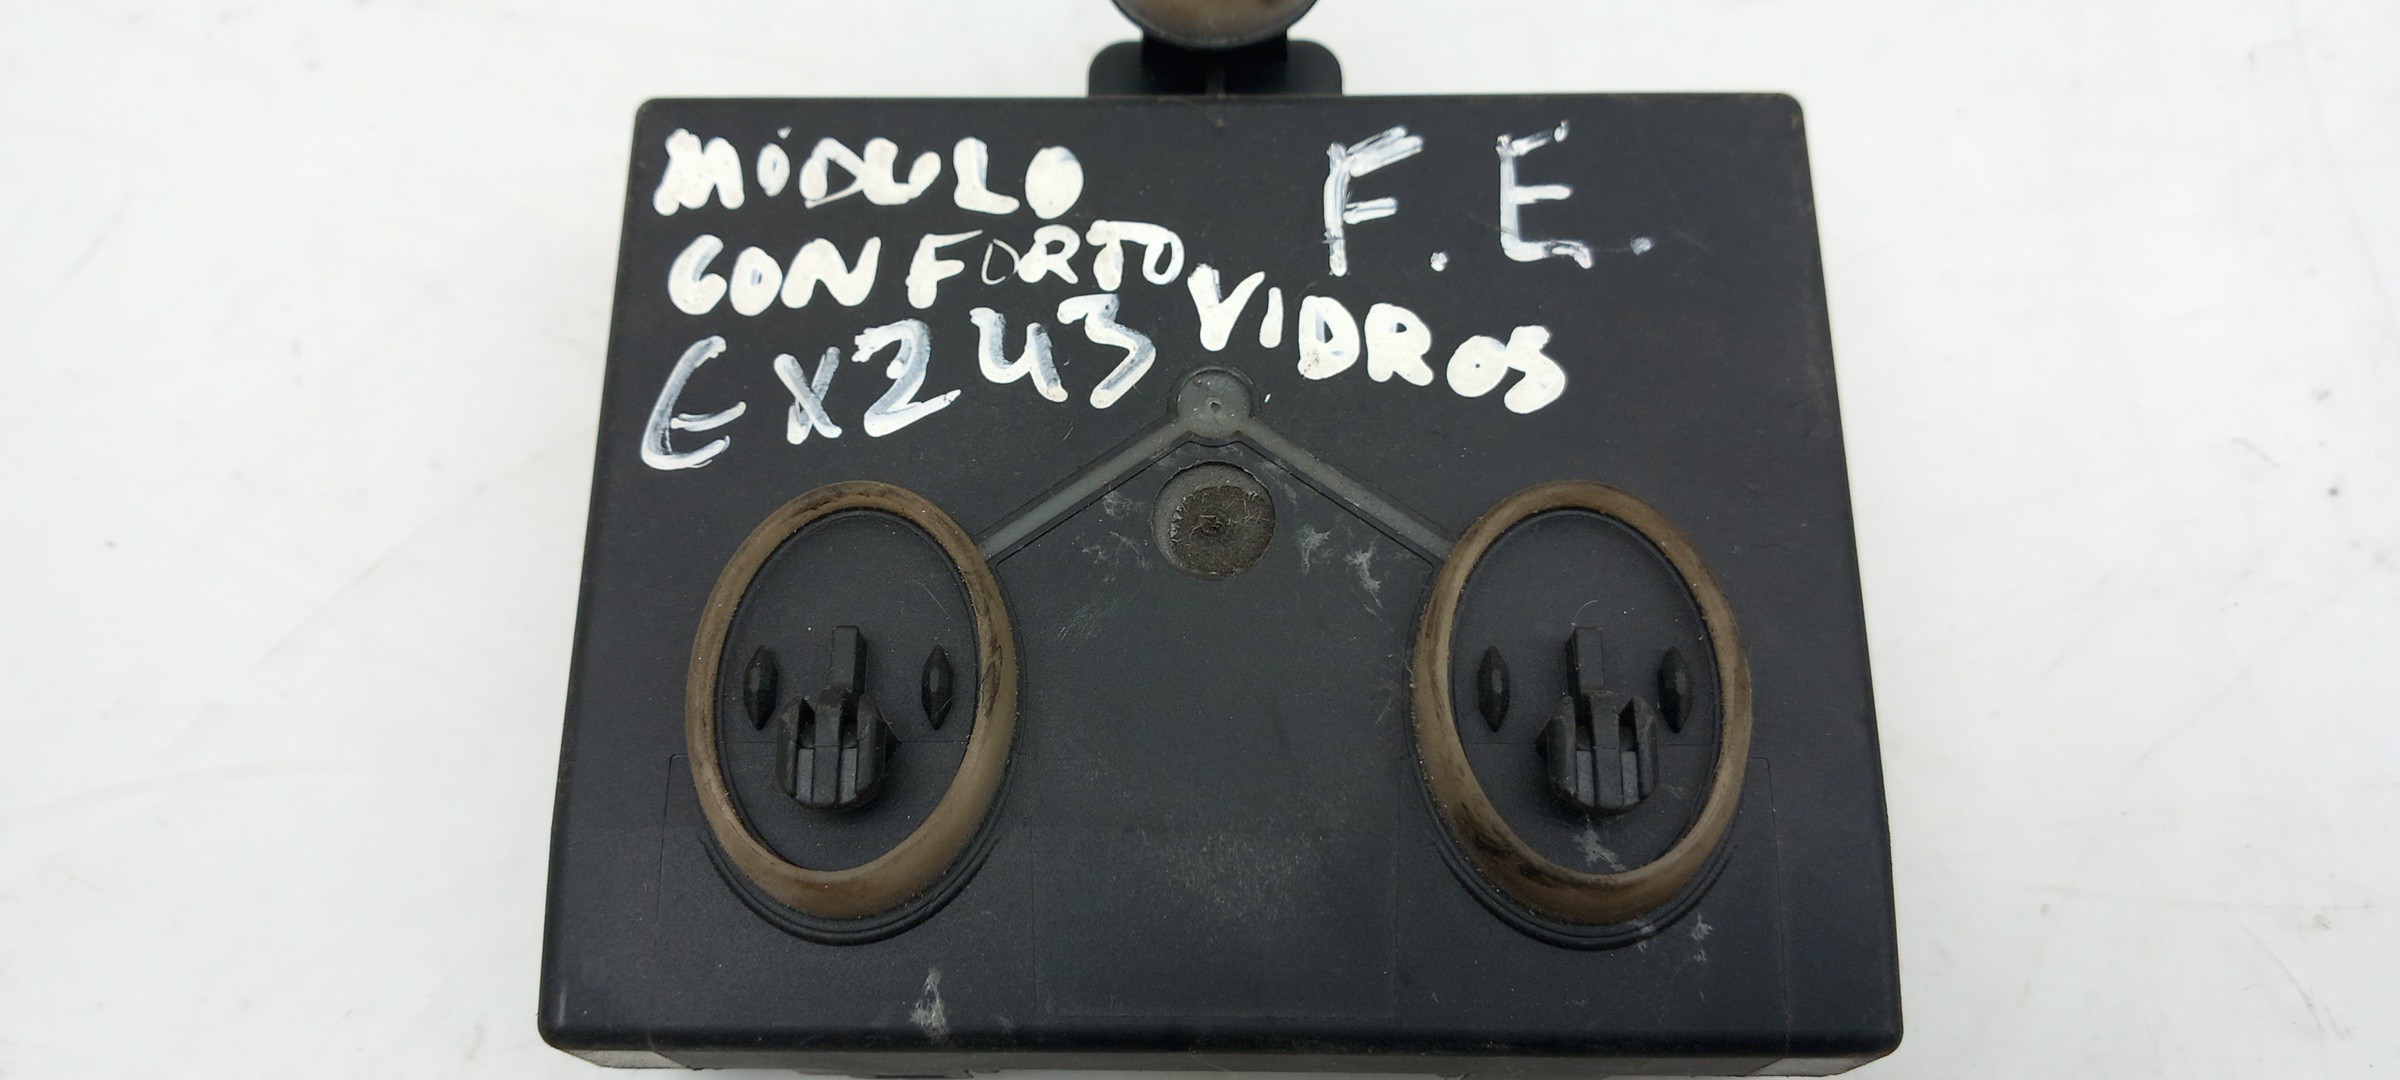 MÓDULO F.E.
CONFORTO
EX243 VIDROS